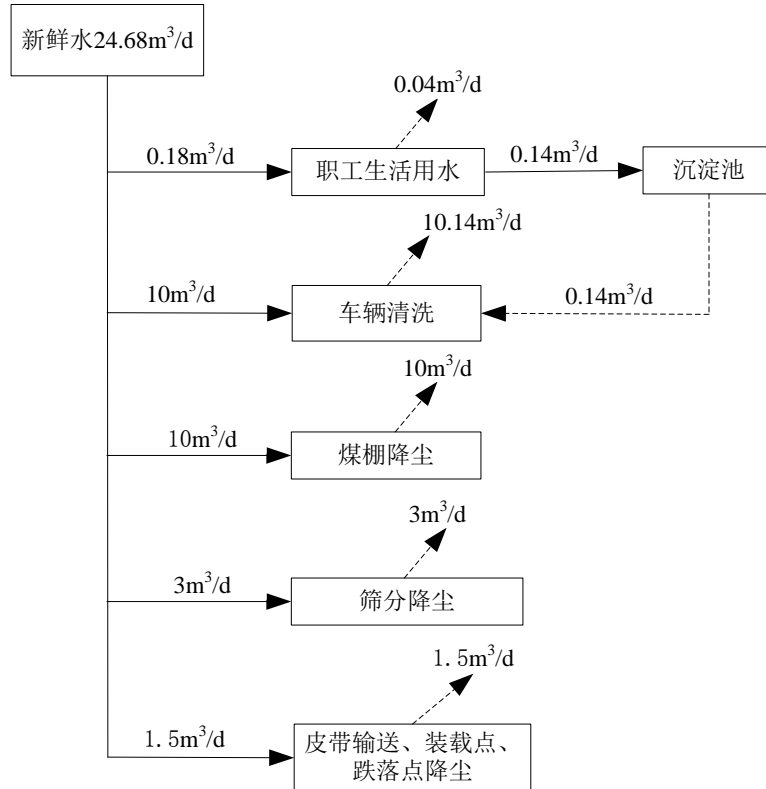 新鲜水24.68m³/d
0.04m³/d
0.18m³/d
职工生活用水
0.14m³/d
沉淀池
10.14m³/d
10m³/d
车辆清洗
0.14m³/d
10m³/d
10m³/d
煤棚降尘
3m³/d
3m³/d
筛分降尘
1.5m³/d
1.5m³/d
皮带输送、装载点、
跌落点降尘